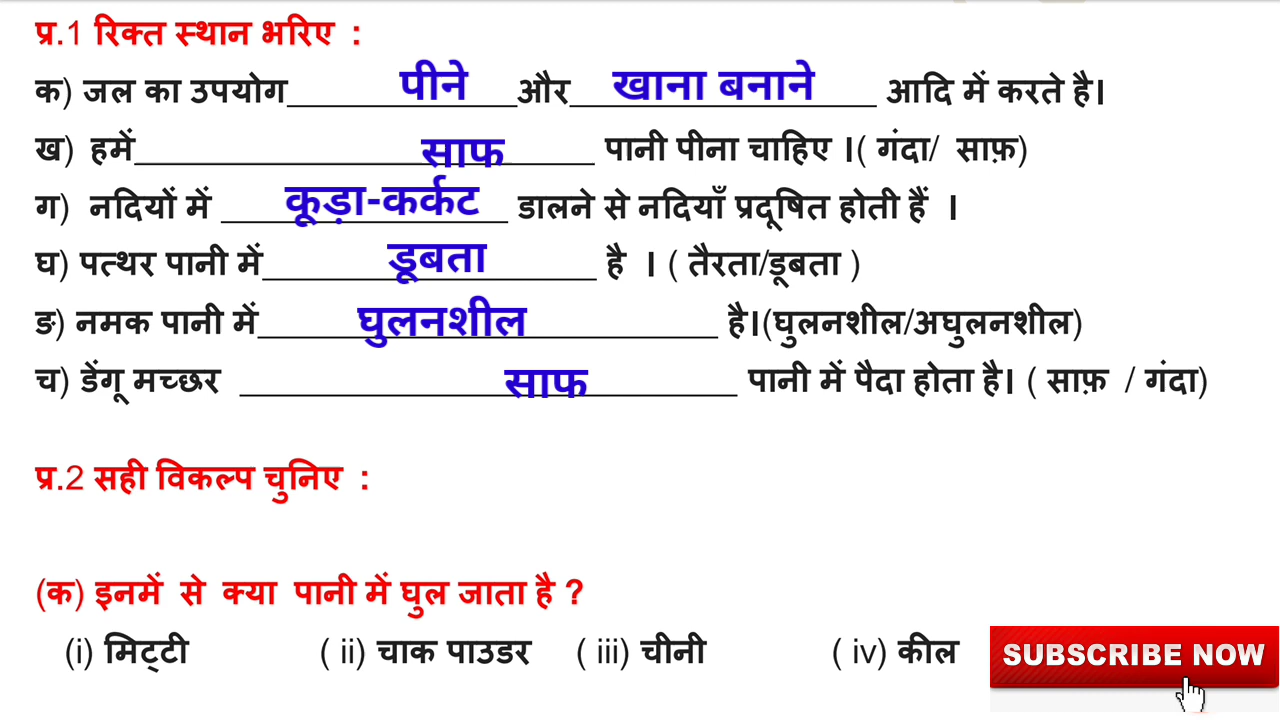 प्र.1 रिक्त स्थान भरिए :
क) जल का उपयोग पीने और खाना बनाने आदि में करते है।
ख) हमें साफ पानी पीना चाहिए ।( गंदा/ साफ़)
ग) नदियों में कूड़ा-कर्कट डालने से नदियाँ प्रदूषित होती हैं ।
घ) पत्थर पानी में डूबता है । ( तैरता/डूबता )
ङ) नमक पानी में घुलनशील है।(घुलनशील/अघुलनशील)
च) डेंगू मच्छर साफ पानी में पैदा होता है। ( साफ़ / गंदा)
प्र.2 सही विकल्प चुनिए :
(क) इनमें से क्या पानी में घुल जाता है ?
(i) मिट्टी ( ii) चाक पाउडर ( iii) चीनी ( iv) कील
SUBSCRIBE NOW